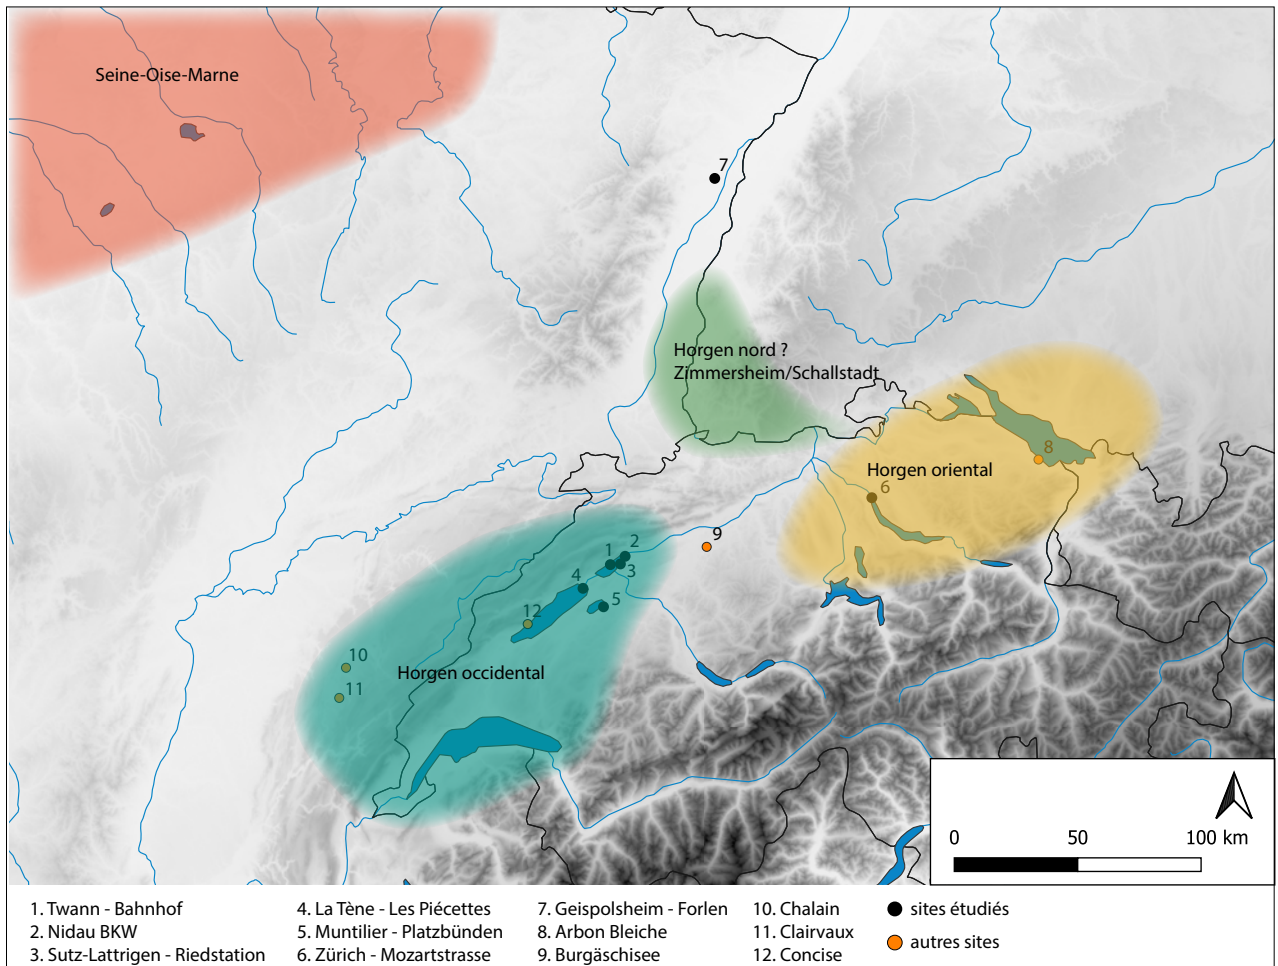 Seine-Oise-Marne
7
Horgen nord ?
Zimmersheim/Schallstadt
8
Horgen oriental
6
9
2
1
3
4
5
12
10
Horgen occidental
11
0 50 100 km
1. Twann - Bahnhof
2. Nidau BKW
3. Sutz-Lattrigen - Riedstation
4. La Tène - Les Piécettes
5. Muntilier - Platzbünden
6. Zürich - Mozartstrasse
7. Geispolsheim - Forlen
8. Arbon Bleiche
9. Burgäschisee
10. Chalain
11. Clairvaux
12. Concise
sites étudiés
autres sites